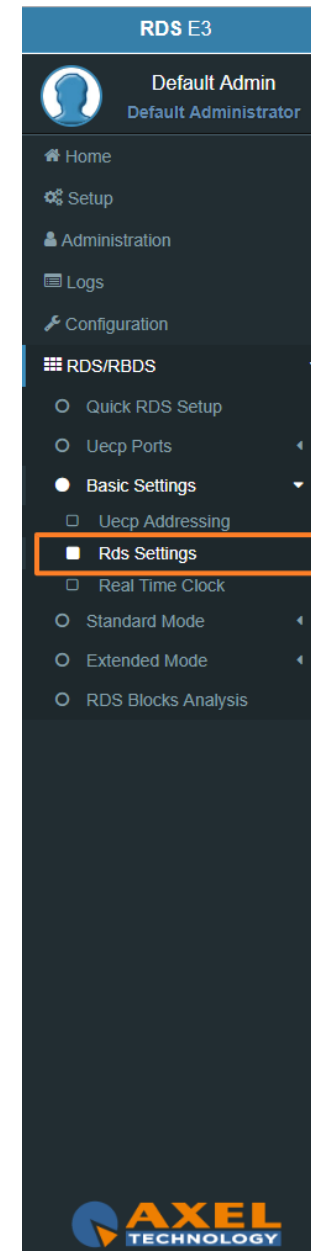 RDS E3
Default Admin
Default Administrator
Home
Setup
Administration
Logs
Configuration
RDS/RBDS
Quick RDS Setup
Uecp Ports
Basic Settings
Uecp Addressing
Rds Settings
Real Time Clock
Standard Mode
Extended Mode
RDS Blocks Analysis
AXEL
TECHNOLOGY